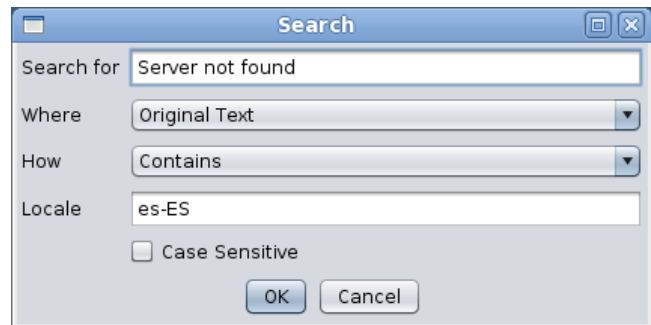 Search
Search for Server not found
Where Original Text
How Contains
Locale es-ES
Case Sensitive
OK Cancel